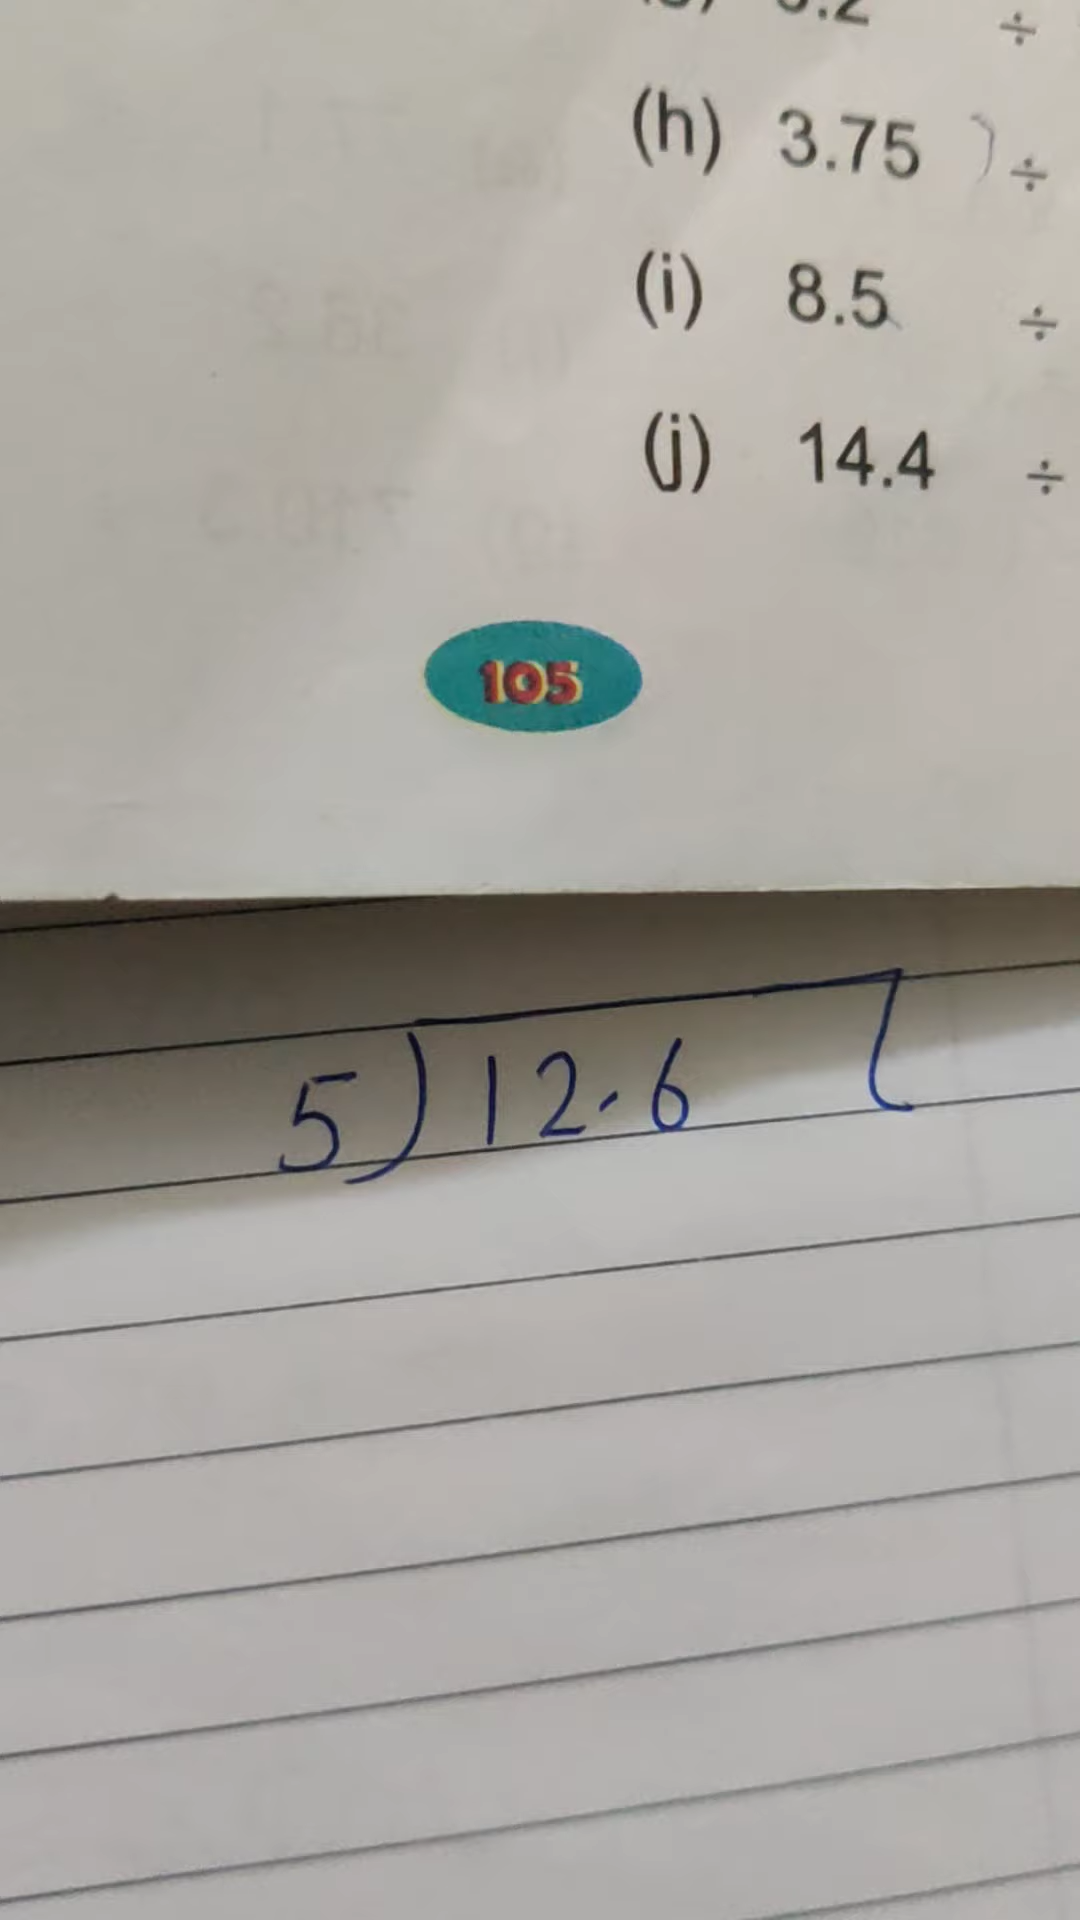 ÷
(h) 3.75 ) ÷
(i) 8.5 ÷
(j) 14.4 ÷
105
5)12.6